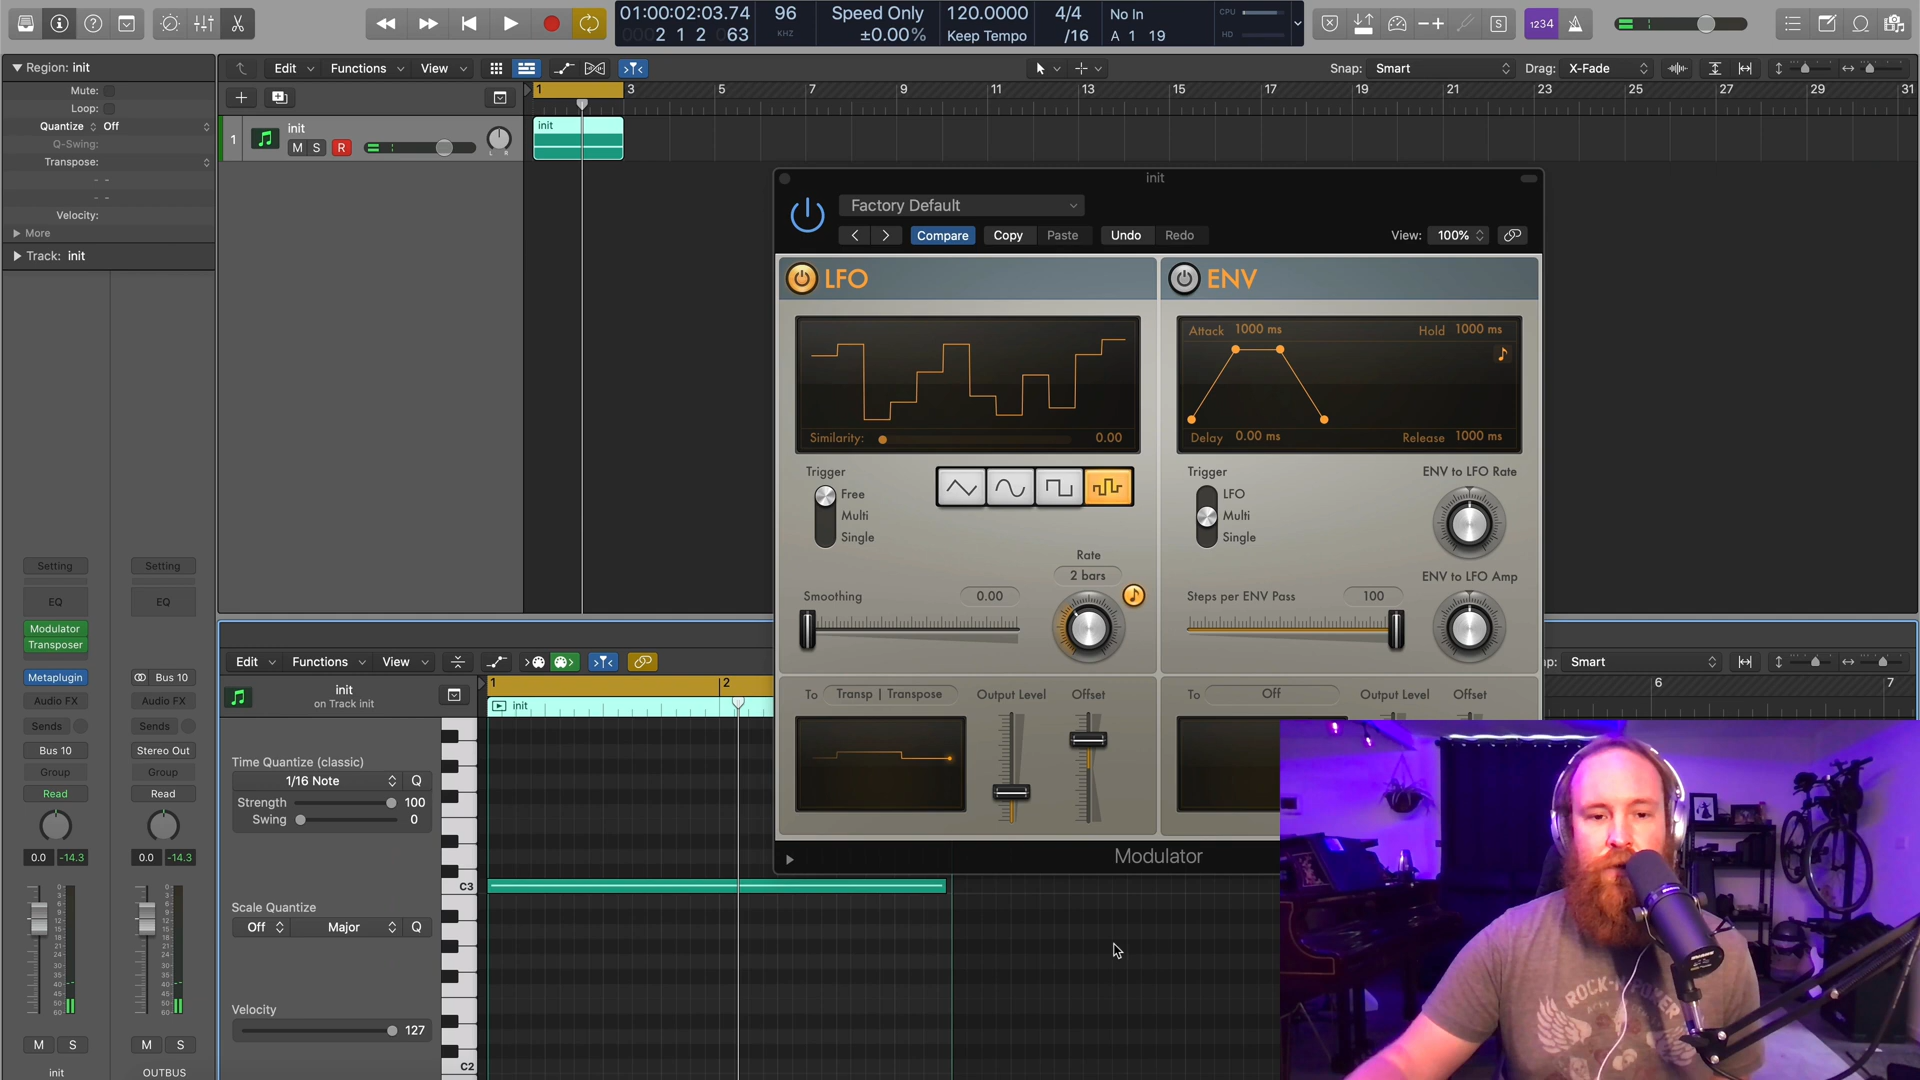 01:00:02:03.74
0002 1 2 063
96
KHZ
Speed Only
±0.00%
120.0000
Keep Tempo
4/4
/16
No In
A 1 19
CPU
HD
1234
Region: init
Mute:
Loop:
Quantize Off
Q-Swing:
Transpose:
- -
- -
Velocity:
More
Track: init
Edit Functions View
Snap: Smart
Drag: X-Fade
1 3 5 7 9 11 13 15 17 19 21 23 25 27 29 31
1
init
M S R
L R
init
init
Factory Default
Compare Copy Paste Undo Redo
View: 100%
LFO
Similarity: 0.00
Trigger
Free
Multi
Single
Rate
2 bars
Smoothing 0.00
To Transp | Transpose Output Level Offset
ENV
Attack 1000 ms Hold 1000 ms
Delay 0.00 ms Release 1000 ms
Trigger
LFO
Multi
Single
ENV to LFO Rate
ENV to LFO Amp
Steps per ENV Pass 100
To Off Output Level Offset
Modulator
Setting Setting
EQ EQ
Modulator
Transposer
Metaplugin Bus 10
Audio FX Audio FX
Sends Sends
Bus 10 Stereo Out
Group Group
Read Read
0.0 -14.3 0.0 -14.3
M S M S
init OUTBUS
Edit Functions View
p: Smart
1 2 6 7
init
on Track init
init
Time Quantize (classic)
1/16 Note Q
Strength 100
Swing 0
Scale Quantize
Off Major Q
Velocity
127
C3
C2